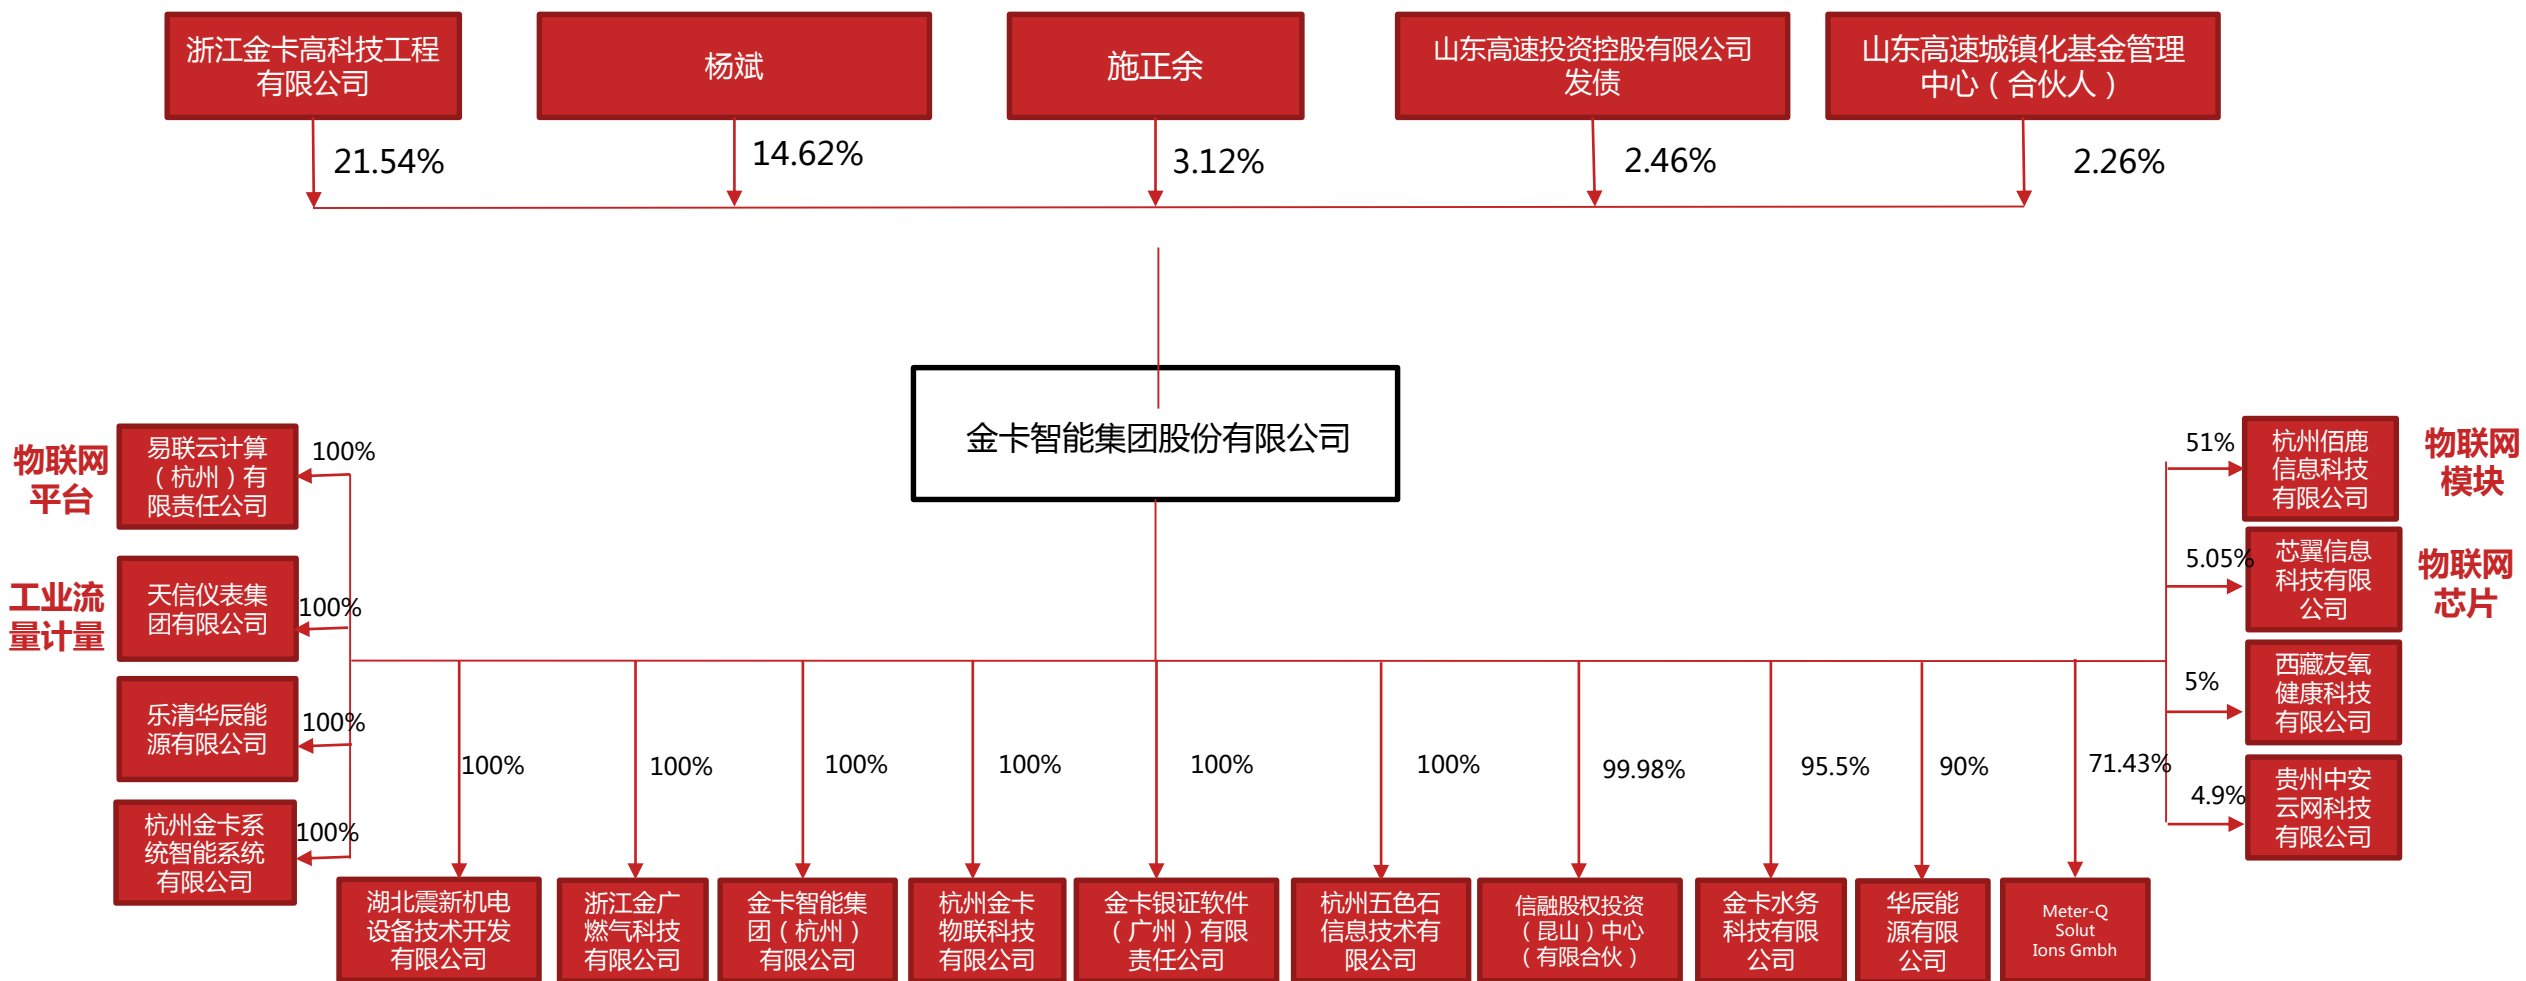 浙江金卡高科技工程
有限公司
杨斌
施正余
山东高速投资控股有限公司
发债
山东高速城镇化基金管理
中心（合伙人）
21.54%
14.62%
3.12%
2.46%
2.26%
金卡智能集团股份有限公司
物联网
平台
易联云计算
（杭州）有
限责任公司
100%
工业流
量计量
天信仪表集
团有限公司
100%
乐清华辰能
源有限公司
100%
杭州金卡系
统智能系统
有限公司
100%
51%
杭州佰鹿
信息科技
有限公司
物联网
模块
5.05%
芯翼信息
科技有限
公司
物联网
芯片
5%
西藏友氧
健康科技
有限公司
4.9%
贵州中安
云网科技
有限公司
100%
100%
100%
100%
100%
100%
99.98%
95.5%
90%
71.43%
湖北震新机电
设备技术开发
有限公司
浙江金广
燃气科技
有限公司
金卡智能集
团（杭州）
有限公司
杭州金卡
物联科技
有限公司
金卡银证软件
（广州）有限
责任公司
杭州五色石
信息技术有
限公司
信融股权投资
（昆山）中心
（有限合伙）
金卡水务
科技有限
公司
华辰能
源有限
公司
Meter-Q
Solut
Ions Gmbh